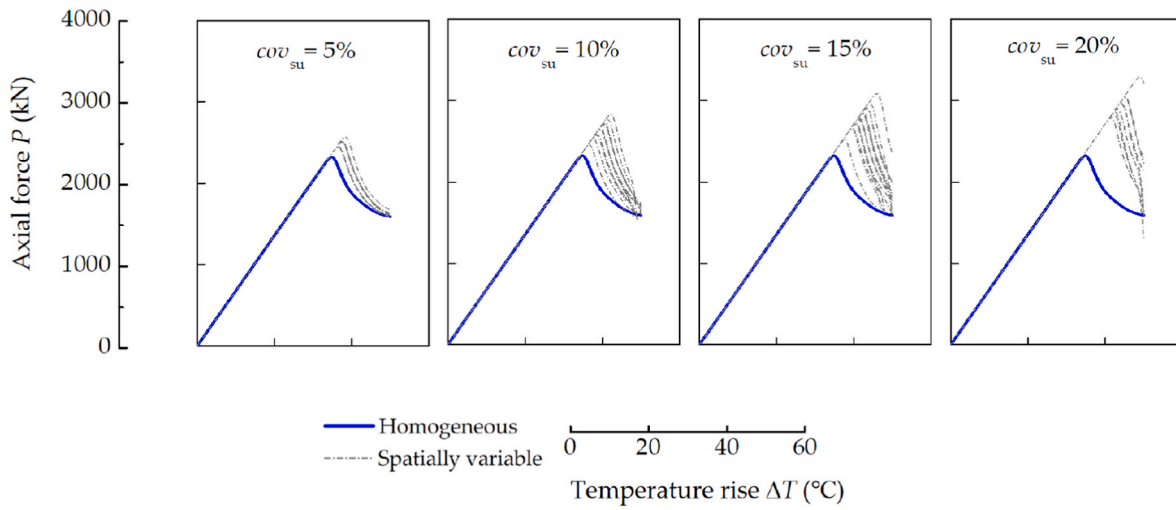 4000
3000
2000
1000
0
Axial force P (kN)
cov_su = 5%
cov_su = 10%
cov_su = 15%
cov_su = 20%
Homogeneous
Spatially variable
0 20 40 60
Temperature rise ΔT (°C)